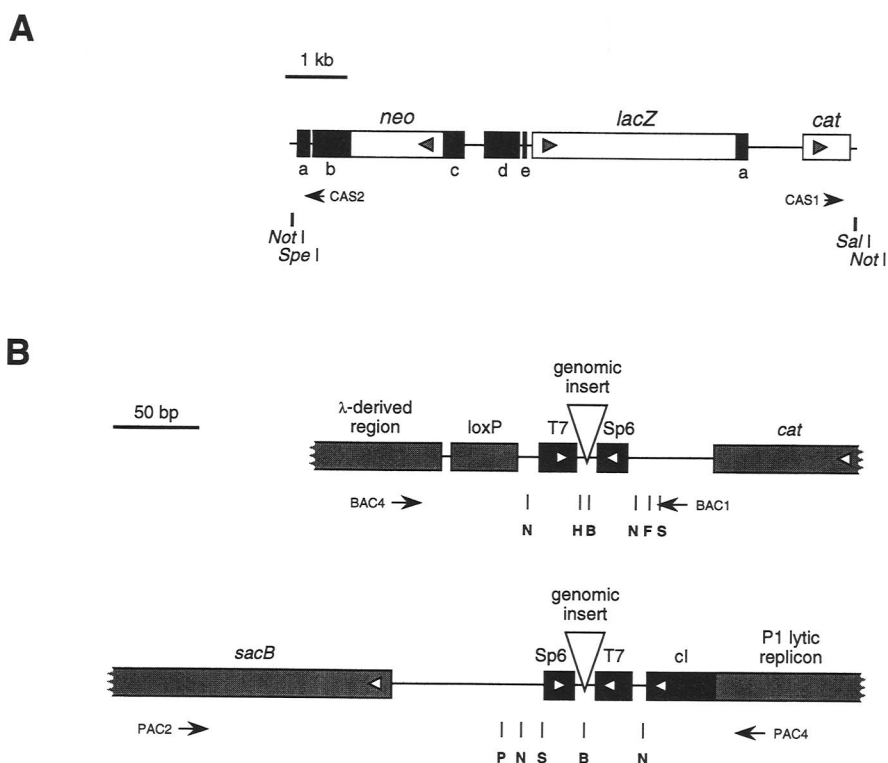 A
1 kb
neo lacZ cat
a b c d e a
CAS2 CAS1
Not I Sal I
Spe I Not I
B
50 bp
genomic
insert
λ-derived
region loxP T7 Sp6 cat
BAC4 BAC1
N H B N F S
genomic
insert
sacB Sp6 T7 cI P1 lytic
replicon
PAC2 PAC4
P N S B N